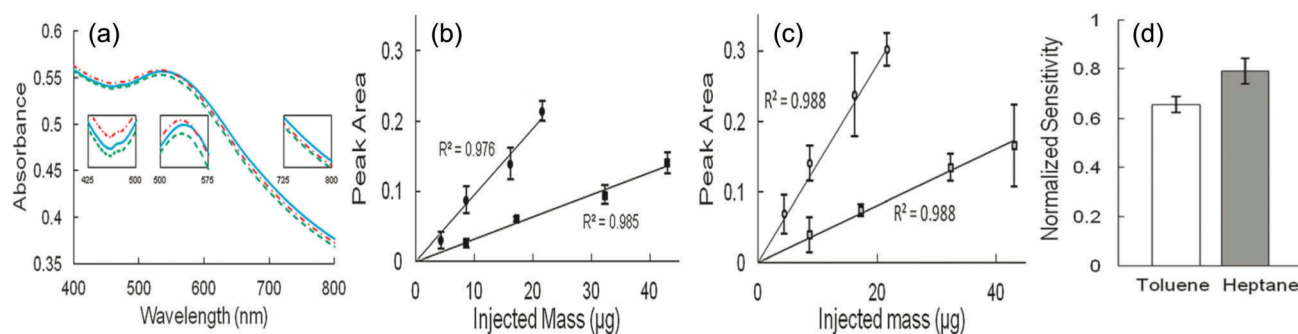 (a)
Absorbance
0.55
0.5
0.45
0.4
0.35
400 500 600 700 800
Wavelength (nm)
425 500
500 575
725 800
(b)
Peak Area
0.3
0.2
0.1
0
0 10 20 30 40
Injected Mass (µg)
R² = 0.976
R² = 0.985
(c)
Peak Area
0.3
0.2
0.1
0
0 20 40
Injected mass (µg)
R² = 0.988
R² = 0.988
(d)
Normalized Sensitivity
1
0.8
0.6
0.4
0.2
0
Toluene Heptane